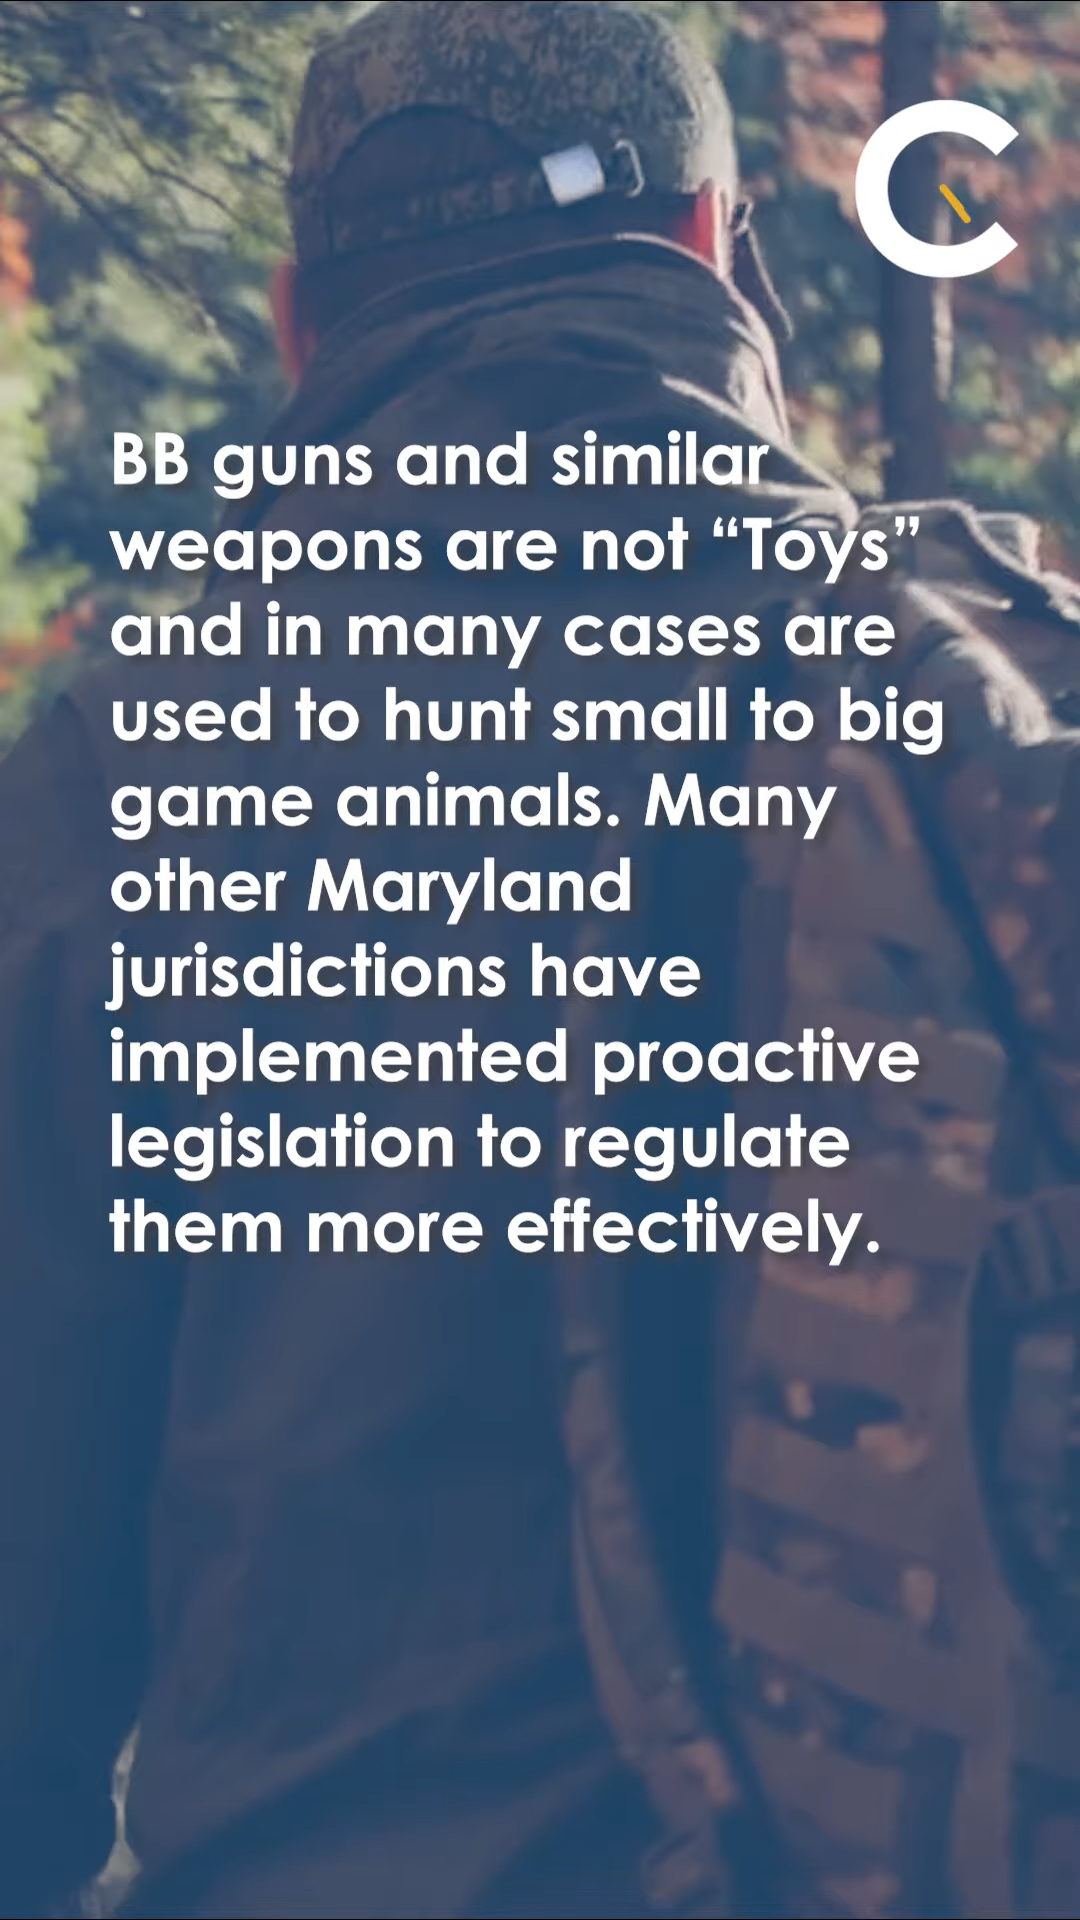 BB guns and similar
weapons are not “Toys”
and in many cases are
used to hunt small to big
game animals. Many
other Maryland
jurisdictions have
implemented proactive
legislation to regulate
them more effectively.